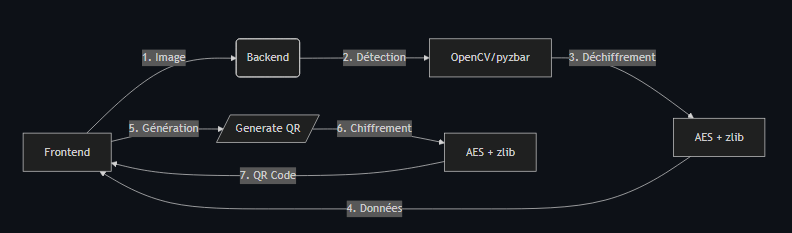 1. Image
Backend
2. Détection
OpenCV/pyzbar
3. Déchiffrement
5. Génération
Generate QR
6. Chiffrement
AES + zlib
Frontend
AES + zlib
7. QR Code
4. Données